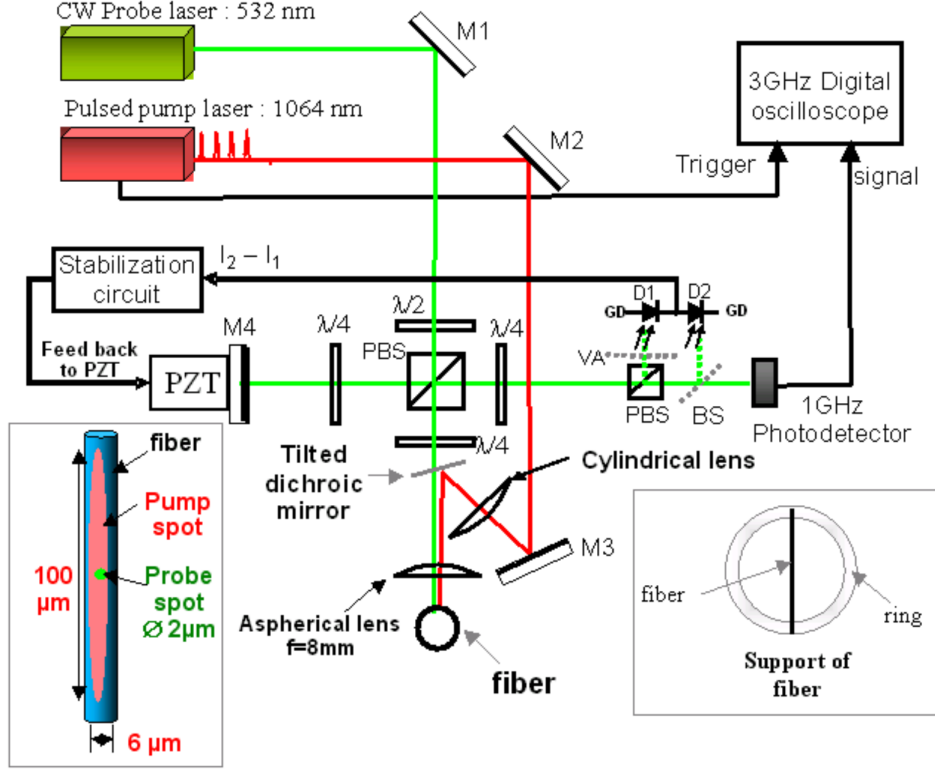 CW Probe laser : 532 nm
M1
3GHz Digital
oscilloscope
Pulsed pump laser : 1064 nm
M2
Trigger
signal
Stabilization
circuit
I2 – I1
D1
D2
GD
GD
λ/2
M4
λ/4
PBS
λ/4
VA
Feed back
to PZT
PZT
PBS
BS
1GHz
Photodetector
λ/4
Tilted
dichroic
mirror
Cylindrical lens
M3
Aspherical lens
f=8mm
fiber
fiber
Pump
spot
100
µm
Probe
spot
Ø 2µm
6 µm
fiber
ring
Support of
fiber